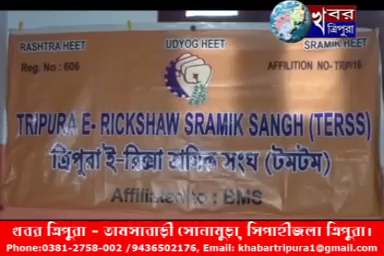 খবর
ত্রিপুরা
RASHTRA HEET UDYOG HEET SRAMIK HEET
Reg. No : 606 AFFILITION NO- TRP/16
TRIPURA E- RICKSHAW SRAMIK SANGH (TERSS)
ত্রিপুরা ই-রিক্সা শ্রমিক সংঘ (টমটম)
Affiliated to : BMS
খবর ত্রিপুরা - তামসাবাড়ী সোনামুড়া, সিপাহীজলা ত্রিপুরা।
Phone:0381-2758-002 /9436502176, Email: khabartripura1@gmail.com